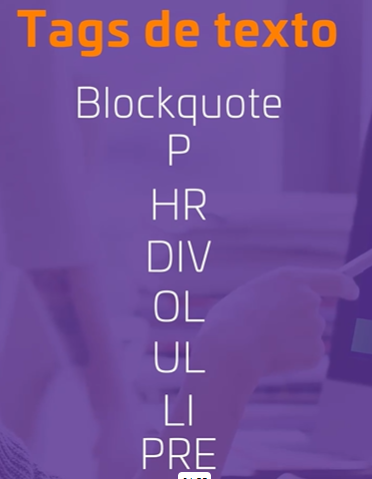 Tags de texto
Blockquote
P
HR
DIV
OL
UL
LI
PRE